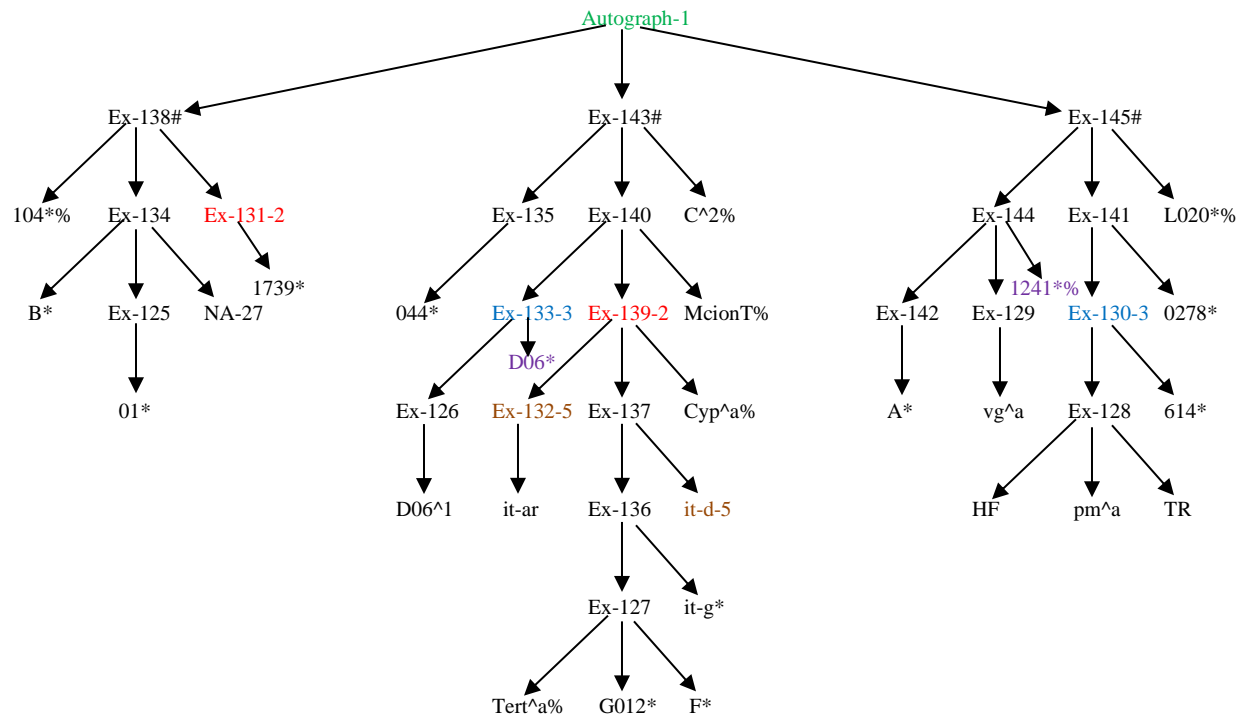 Autograph-1
Ex-138# Ex-143# Ex-145#
104*% Ex-134 Ex-131-2 Ex-135 Ex-140 C^2% Ex-144 Ex-141 L020*%
1739* 1241*%
B* Ex-125 NA-27 044* Ex-133-3 Ex-139-2 McionT% Ex-142 Ex-129 Ex-130-3 0278*
D06*
01* Ex-126 Ex-132-5 Ex-137 Cyp^a% A* vg^a Ex-128 614*
D06^1 it-ar Ex-136 it-d-5 HF pm^a TR
Ex-127 it-g*
Tert^a% G012* F*